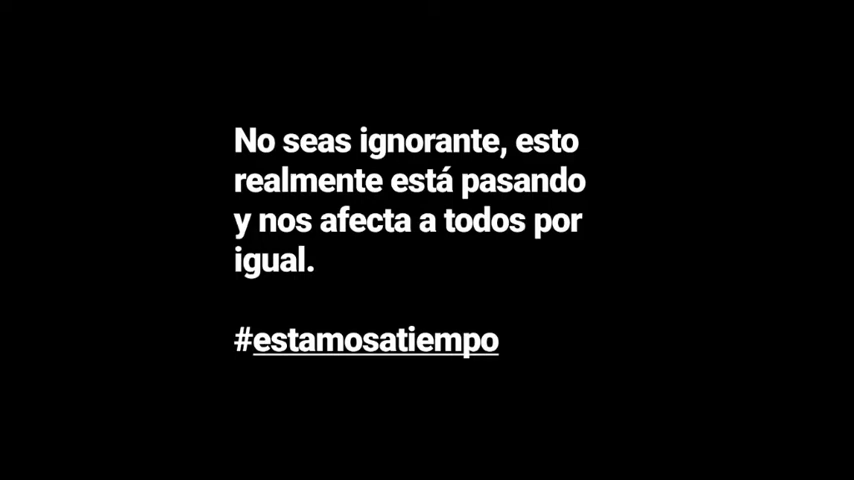 No seas ignorante, esto
realmente está pasando
y nos afecta a todos por
igual.
#estamosatiempo